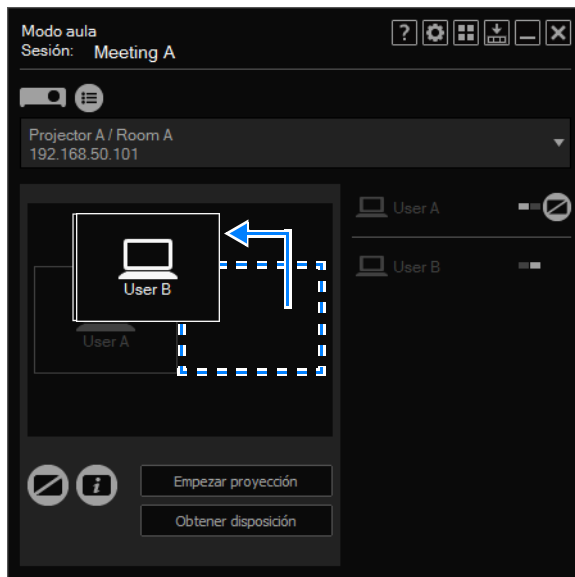 Modo aula
Sesión: Meeting A
?
Projector A / Room A
192.168.50.101
User A
User B
User B
User A
i
Empezar proyección
Obtener disposición